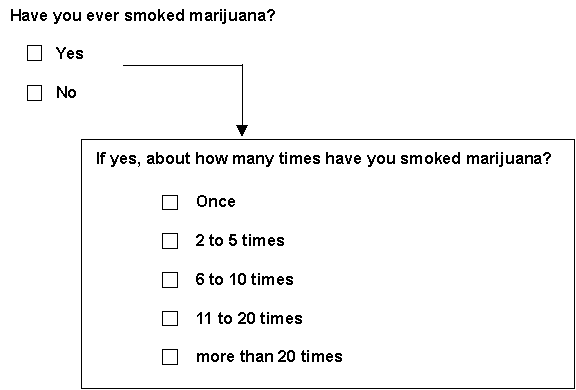 Have you ever smoked marijuana?
Yes
No
If yes, about how many times have you smoked marijuana?
Once
2 to 5 times
6 to 10 times
11 to 20 times
more than 20 times